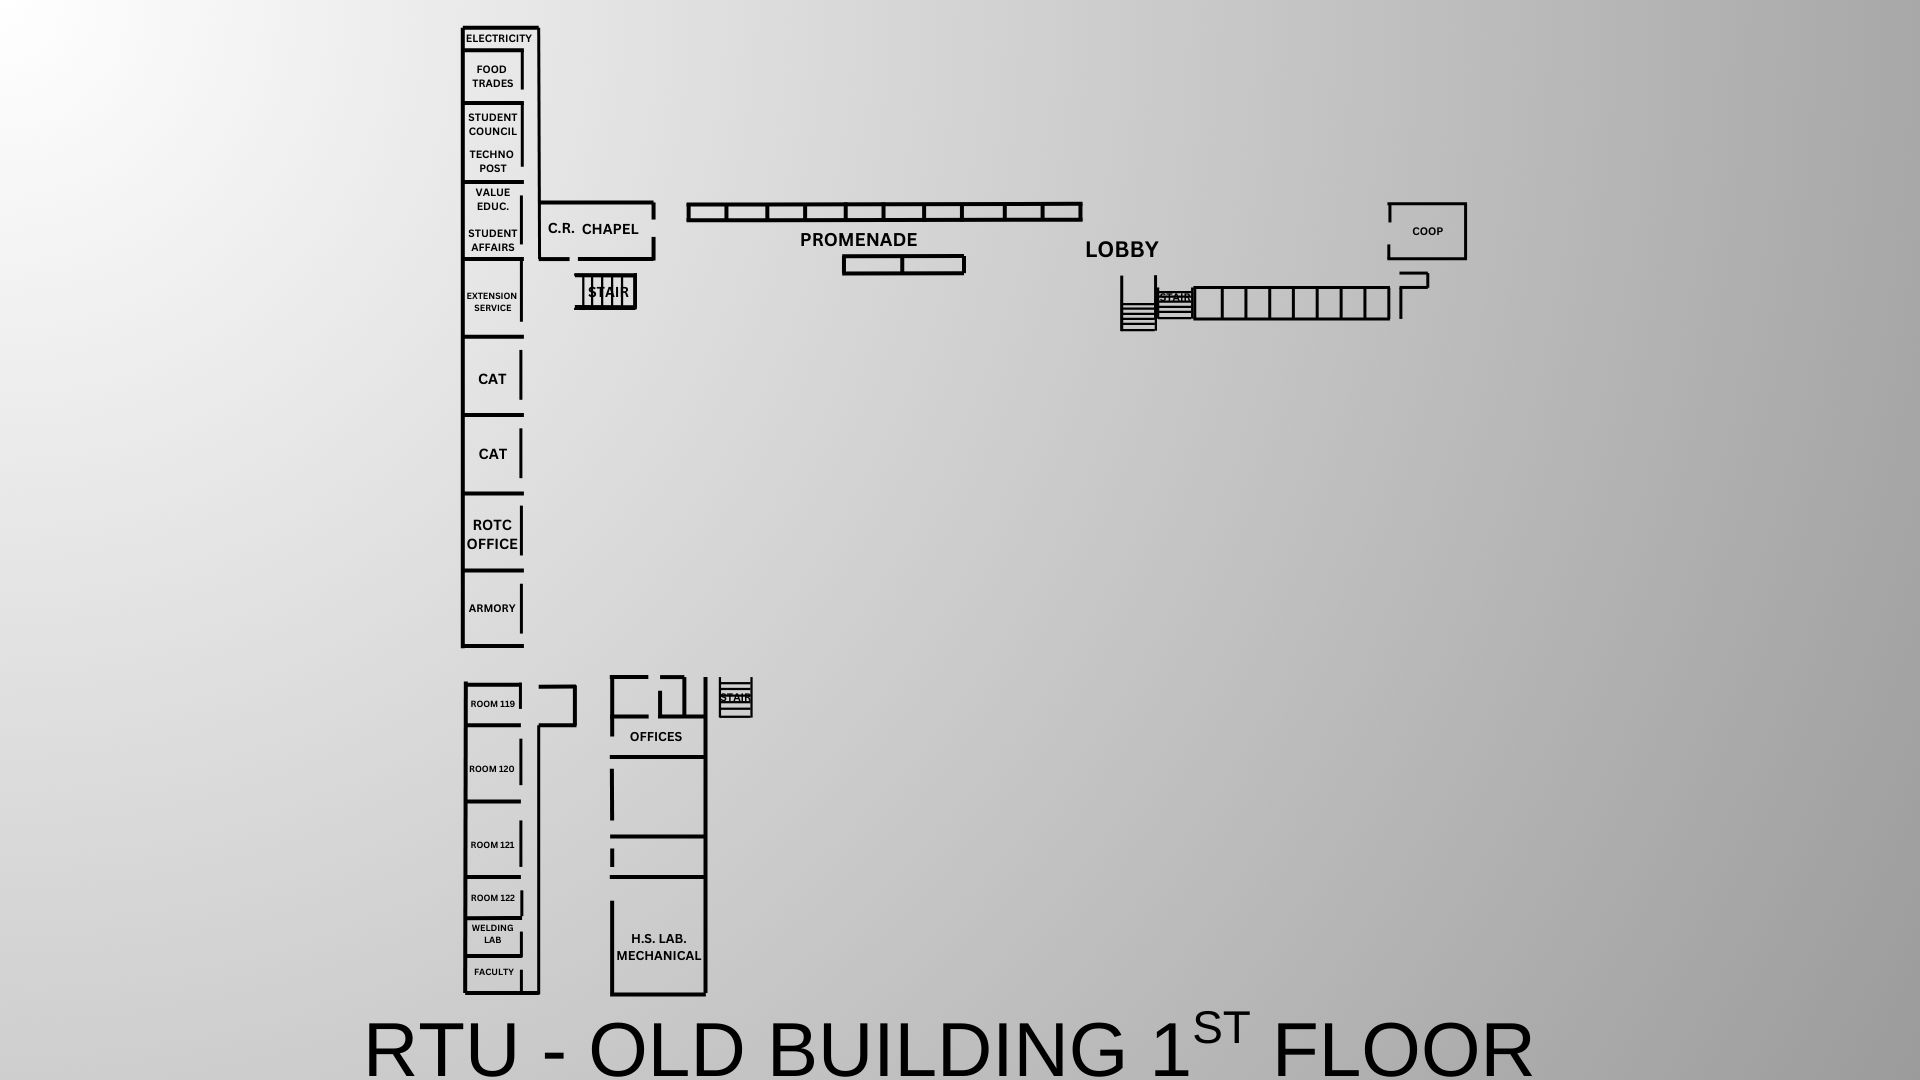 ELECTRICITY
FOOD
TRADES
STUDENT
COUNCIL
TECHNO
POST
VALUE
EDUC.
STUDENT
AFFAIRS
EXTENSION
SERVICE
CAT
CAT
ROTC
OFFICE
ARMORY
C.R. CHAPEL
STAIR
PROMENADE
LOBBY
STAIR
COOP
ROOM 119
ROOM 120
ROOM 121
ROOM 122
WELDING
LAB
FACULTY
OFFICES
STAIR
H.S. LAB.
MECHANICAL
RTU - OLD BUILDING 1ST FLOOR